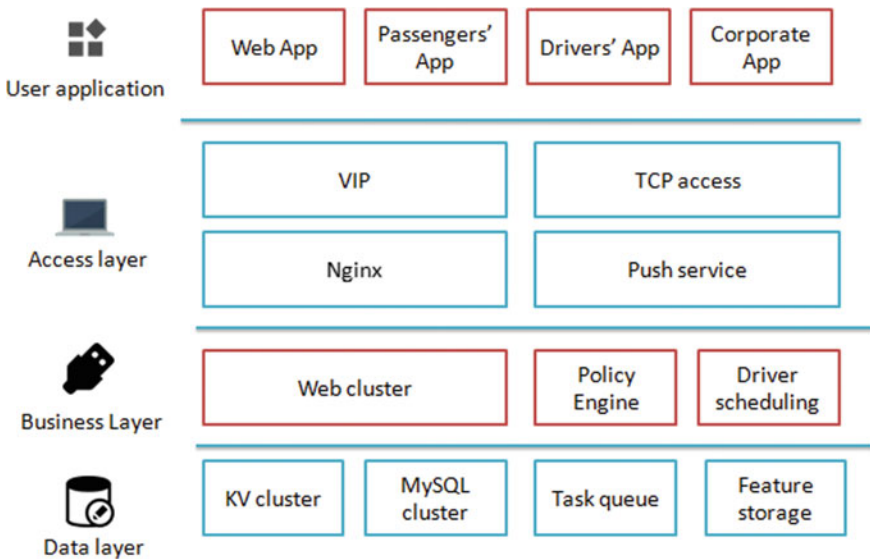 User application
Web App
Passengers'
App
Drivers' App
Corporate
App
Access layer
VIP
TCP access
Nginx
Push service
Business Layer
Web cluster
Policy
Engine
Driver
scheduling
Data layer
KV cluster
MySQL
cluster
Task queue
Feature
storage